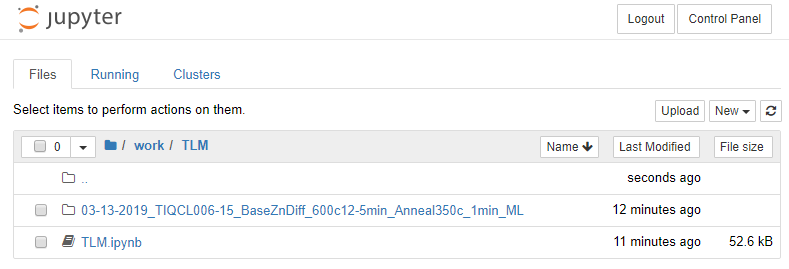 jupyter
Logout Control Panel
Files Running Clusters
Select items to perform actions on them.
Upload New
0 / work / TLM Name Last Modified File size
.. seconds ago
03-13-2019_TIQCL006-15_BaseZnDiff_600c12-5min_Anneal350c_1min_ML 12 minutes ago
TLM.ipynb 11 minutes ago 52.6 kB